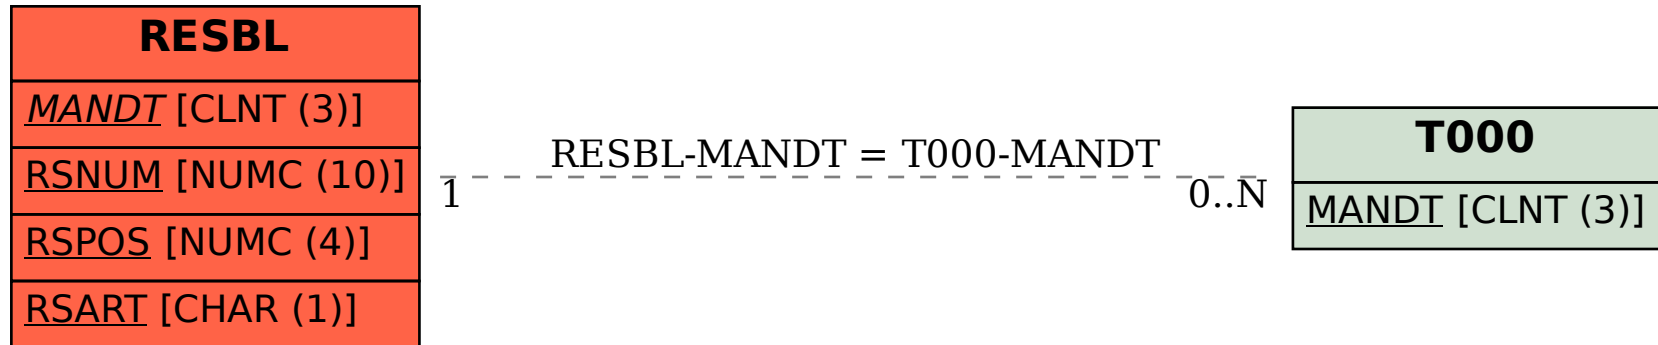 RESBL
MANDT [CLNT (3)]
RSNUM [NUMC (10)]
RSPOS [NUMC (4)]
RSART [CHAR (1)]
RESBL-MANDT = T000-MANDT
1
0..N
T000
MANDT [CLNT (3)]